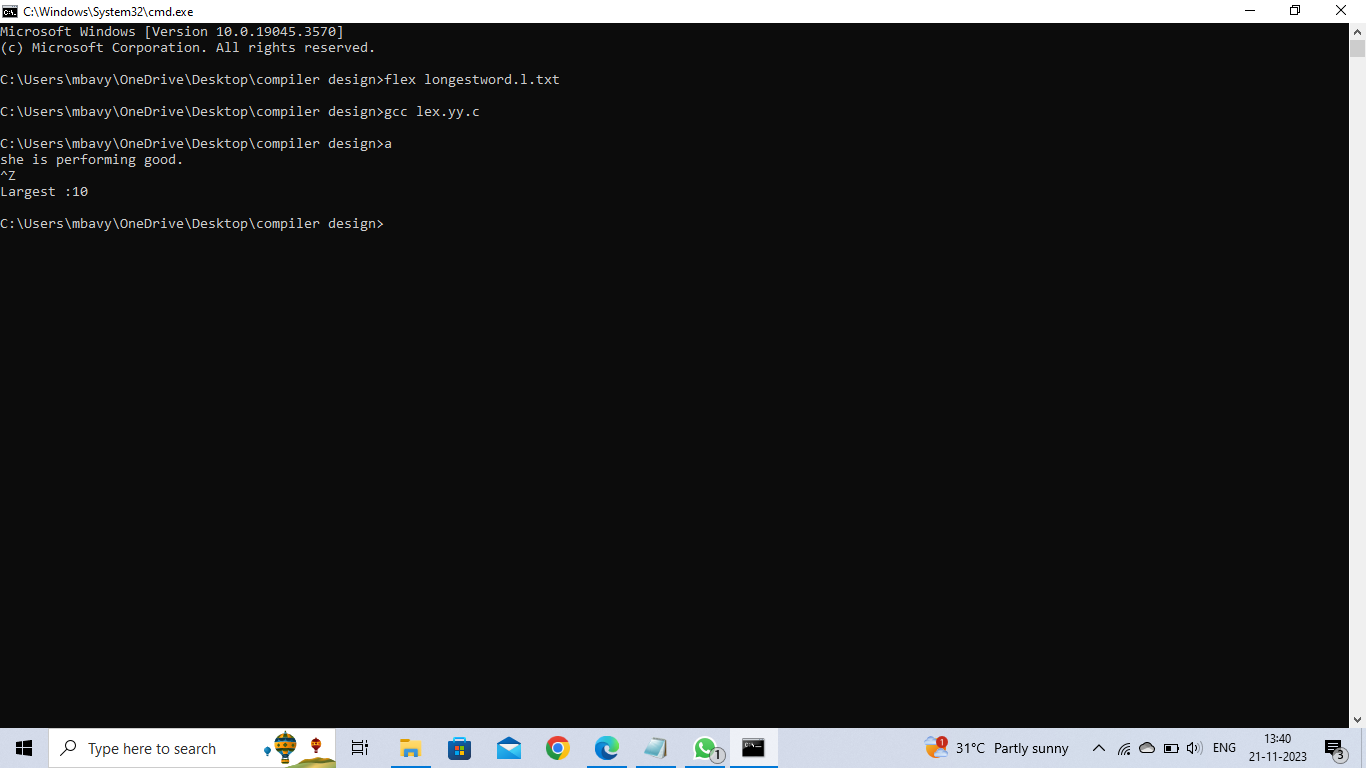 C:\Windows\System32\cmd.exe
Microsoft Windows [Version 10.0.19045.3570]
(c) Microsoft Corporation. All rights reserved.
C:\Users\mbavy\OneDrive\Desktop\compiler design>flex longestword.l.txt
C:\Users\mbavy\OneDrive\Desktop\compiler design>gcc lex.yy.c
C:\Users\mbavy\OneDrive\Desktop\compiler design>a
she is performing good.
^Z
Largest :10
C:\Users\mbavy\OneDrive\Desktop\compiler design>
Type here to search
1
1
31°C Partly sunny
ENG
13:40
21-11-2023
3